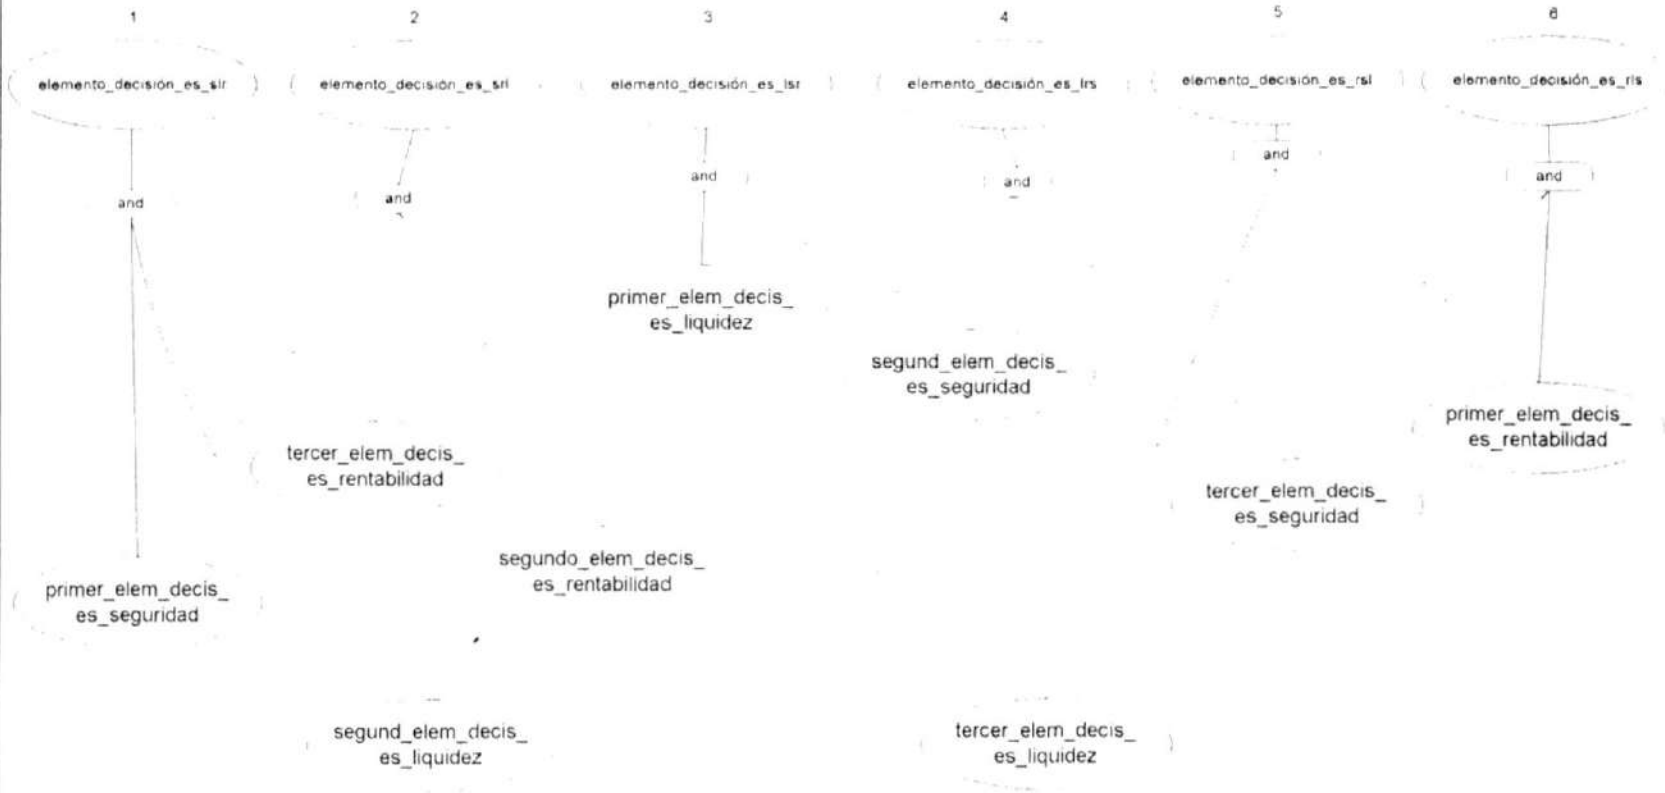 1
2
3
4
5
6
elemento_decisión_es_slr
elemento_decisión_es_srl
elemento_decisión_es_lsr
elemento_decisión_es_lrs
elemento_decisión_es_rsl
elemento_decisión_es_rls
and
and
and
and
and
and
primer_elem_decis_
es_liquidez
segund_elem_decis_
es_seguridad
primer_elem_decis_
es_rentabilidad
tercer_elem_decis_
es_rentabilidad
tercer_elem_decis_
es_seguridad
segundo_elem_decis_
es_rentabilidad
primer_elem_decis_
es_seguridad
segund_elem_decis_
es_liquidez
tercer_elem_decis_
es_liquidez